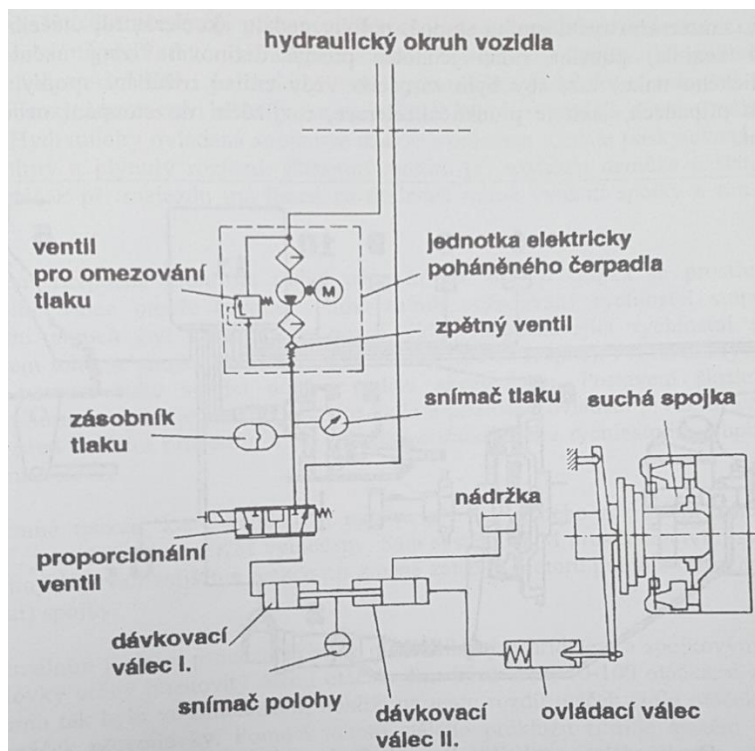 hydraulický okruh vozidla
ventil
pro omezování
tlaku
jednotka elektricky
poháněného čerpadla
M
zpětný ventil
zásobník
tlaku
snímač tlaku
suchá spojka
nádržka
proporcionální
ventil
dávkovací
válec I.
snímač polohy
dávkovací
válec II.
ovládací válec